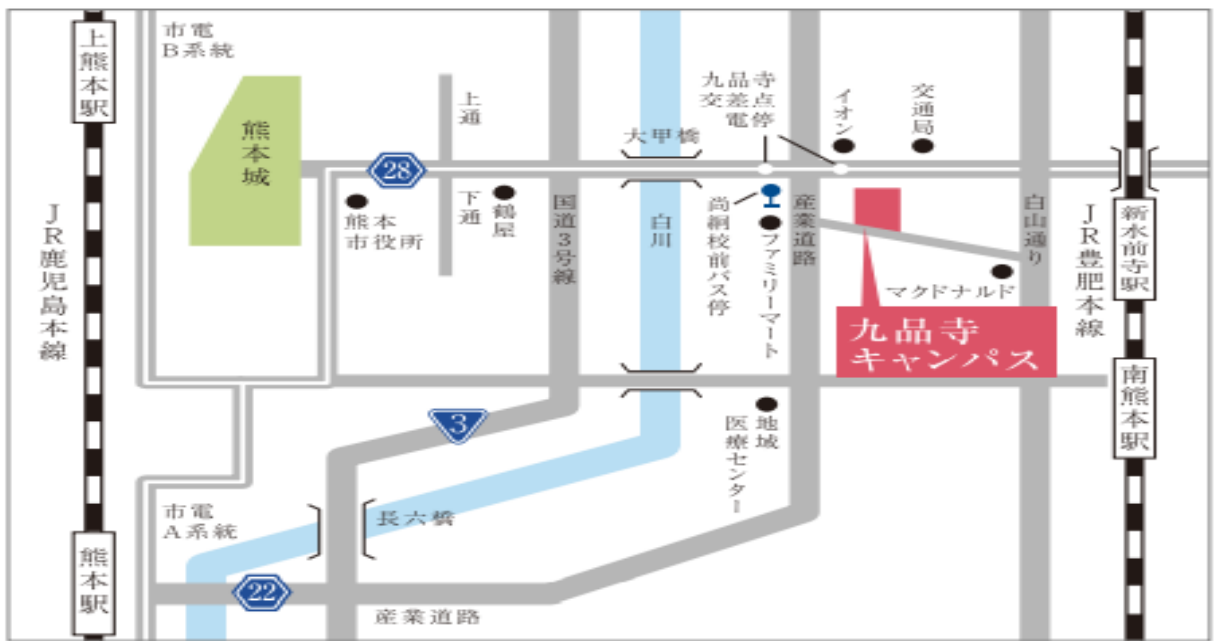 上熊本駅
市電
B系統
熊本城
28
上通
下通
熊本
市役所
鶴屋
国道3号線
大甲橋
白川
九品寺
交差点
電停
イオン
交通局
尚絅校前バス停
ファミリーマート
産業道路
白山通り
マクドナルド
九品寺
キャンパス
JR豊肥本線
新水前寺駅
南熊本駅
JR鹿児島本線
3
地域
医療センター
市電
A系統
長六橋
熊本駅
22
産業道路